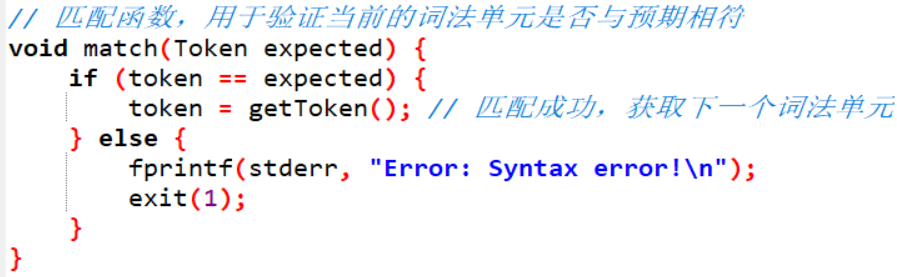 // 匹配函数，用于验证当前的词法单元是否与预期相符
void match(Token expected) {
    if (token == expected) {
        token = getToken(); // 匹配成功，获取下一个词法单元
    } else {
        fprintf(stderr, "Error: Syntax error!\n");
        exit(1);
    }
}